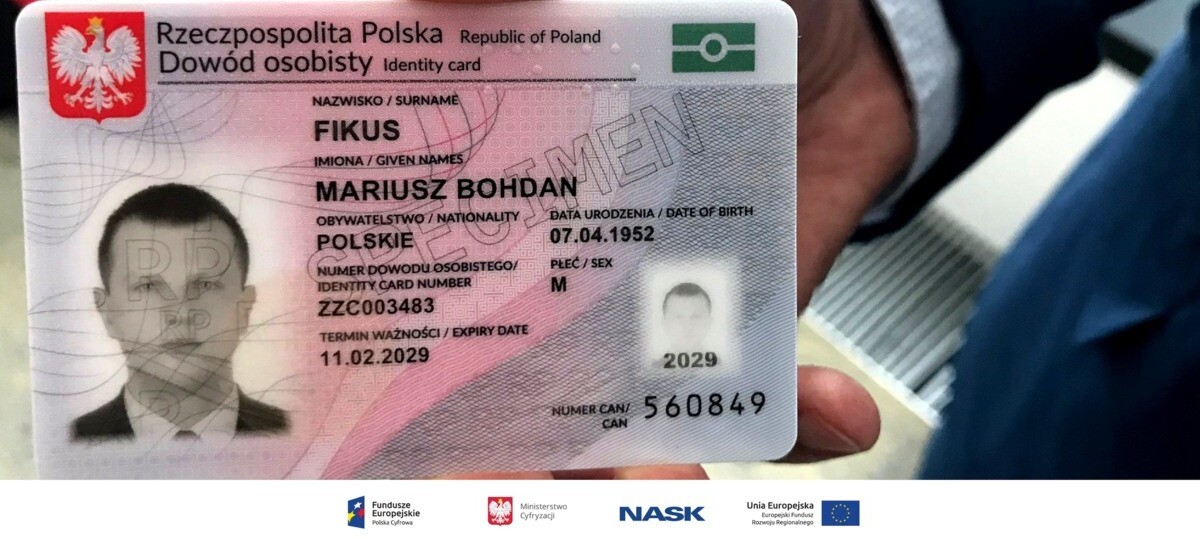 Rzeczpospolita Polska Republic of Poland
Dowód osobisty Identity card
NAZWISKO / SURNAME
FIKUS
IMIONA / GIVEN NAMES
MARIUSZ BOHDAN
OBYWATELSTWO / NATIONALITY
POLSKIE
DATA URODZENIA / DATE OF BIRTH
07.04.1952
NUMER DOWODU OSOBISTEGO/
IDENTITY CARD NUMBER
ZZC003483
PŁEĆ / SEX
M
TERMIN WAŻNOŚCI / EXPIRY DATE
11.02.2029
SPECIMEN
RP RP
RP
2029
NUMER CAN/
CAN
560849
Fundusze
Europejskie
Polska Cyfrowa
Ministerstwo
Cyfryzacji
NASK
Unia Europejska
Europejski Fundusz
Rozwoju Regionalnego